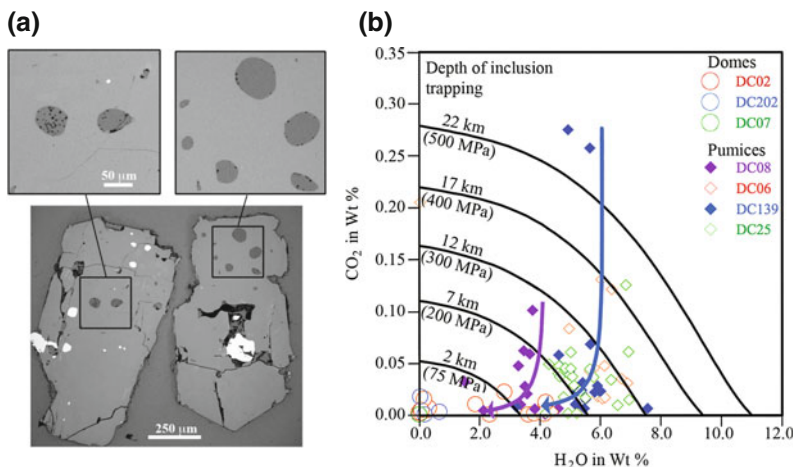 (a)
50 µm
250 µm
(b)
Depth of inclusion
trapping
22 km
(500 MPa)
17 km
(400 MPa)
12 km
(300 MPa)
7 km
(200 MPa)
2 km
(75 MPa)
Domes
DC02
DC202
DC07
Pumices
DC08
DC06
DC139
DC25
CO2 in Wt %
0.35
0.30
0.25
0.20
0.15
0.10
0.05
0.00
0.0 2.0 4.0 6.0 8.0 10.0 12.0
H2O in Wt %